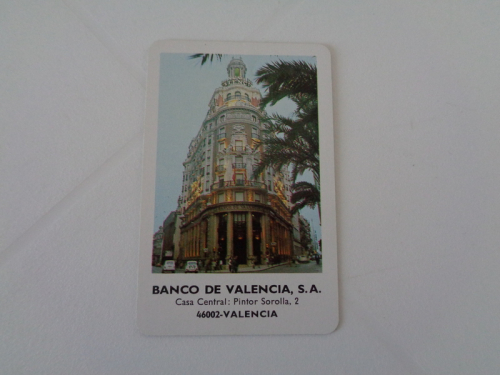 BANCO DE VALENCIA, S.A.
Casa Central: Pintor Sorolla, 2
46002-VALENCIA